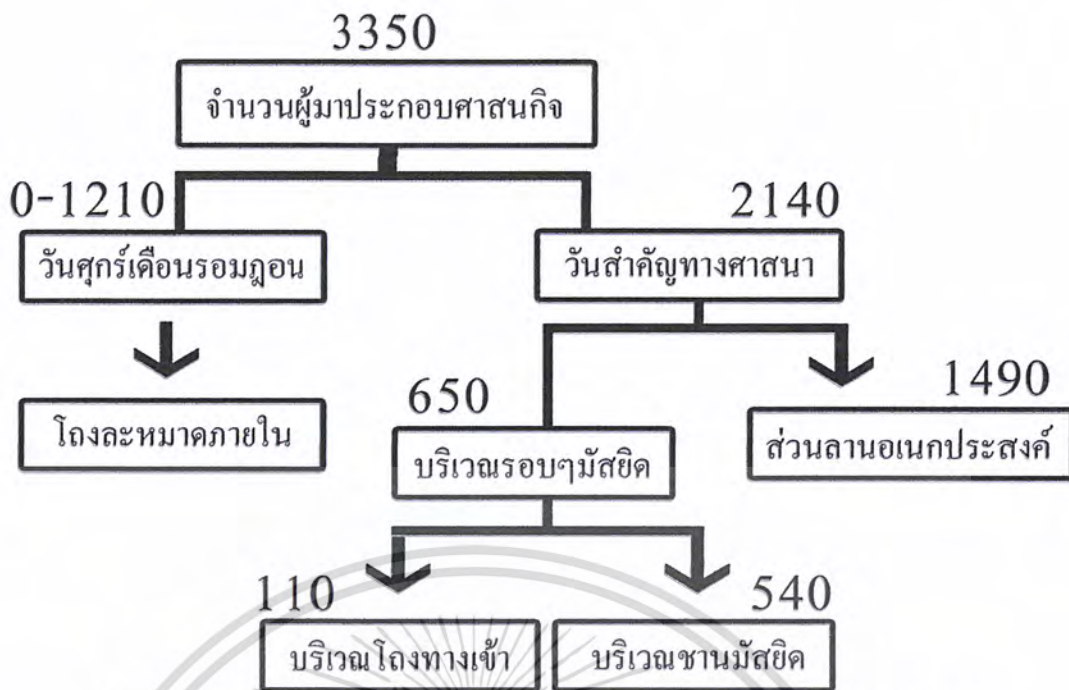 3350
จำนวนผู้มาประกอบศาสนกิจ
0-1210
2140
วันศุกร์เดือนรอมฎอน
วันสำคัญทางศาสนา
650
1490
โถงละหมาดภายใน
บริเวณรอบๆมัสยิด
ส่วนลานอเนกประสงค์
110
540
บริเวณโถงทางเข้า
บริเวณชานมัสยิด